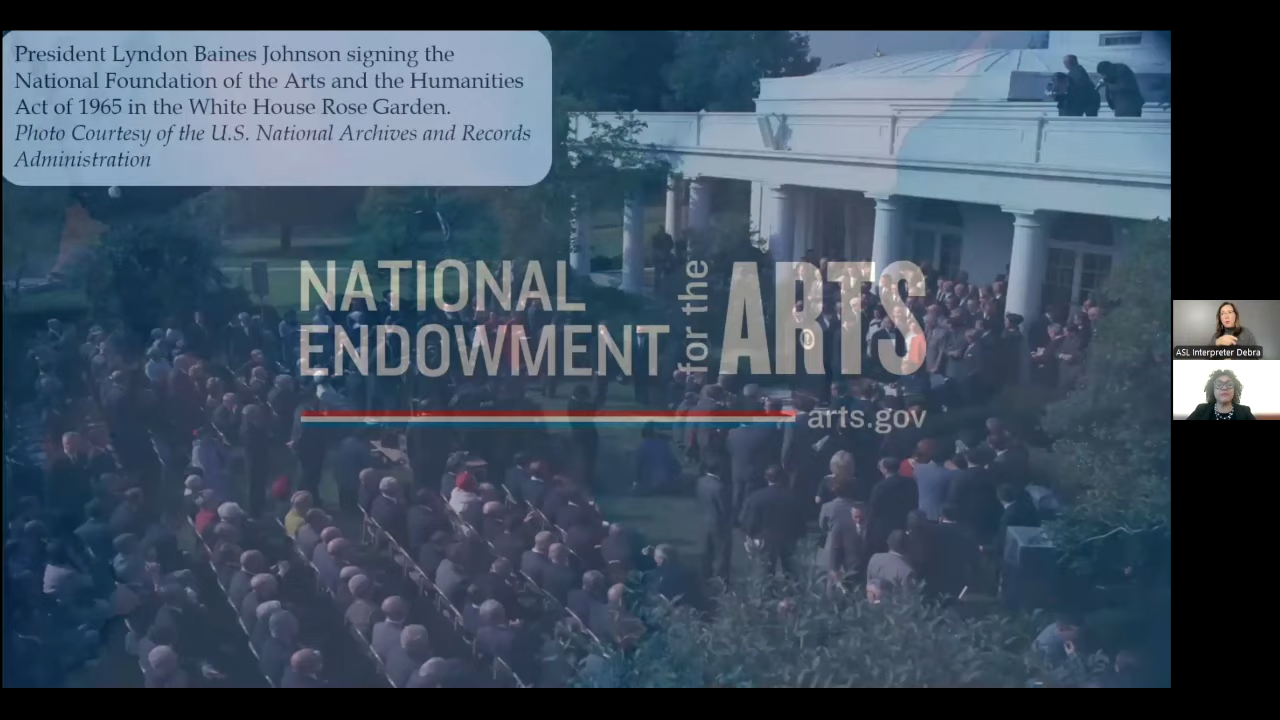 President Lyndon Baines Johnson signing the
National Foundation of the Arts and the Humanities
Act of 1965 in the White House Rose Garden.
Photo Courtesy of the U.S. National Archives and Records
Administration
NATIONAL
ENDOWMENT
for the
ARTS
arts.gov
ASL Interpreter Debra